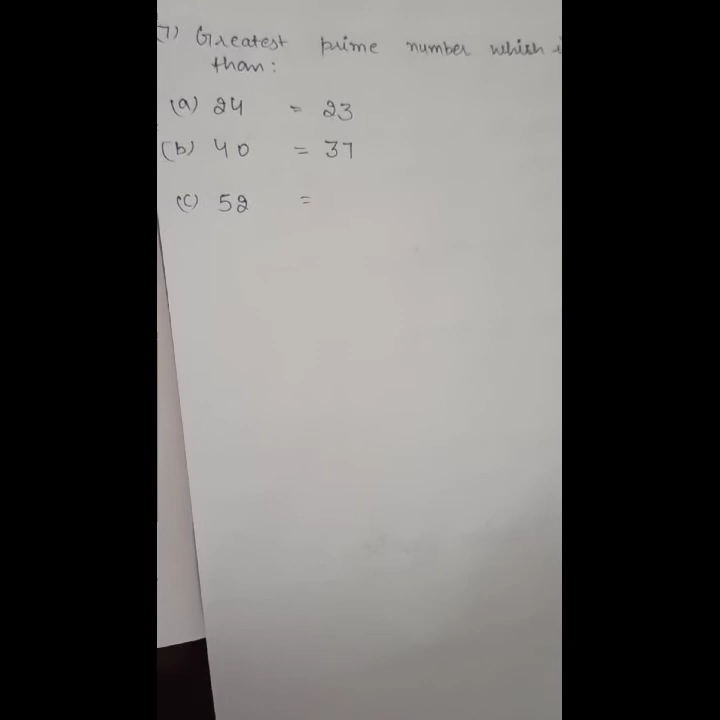 7) Greatest prime number which
than:
(a) 24 = 23
(b) 40 = 37
(c) 52 =